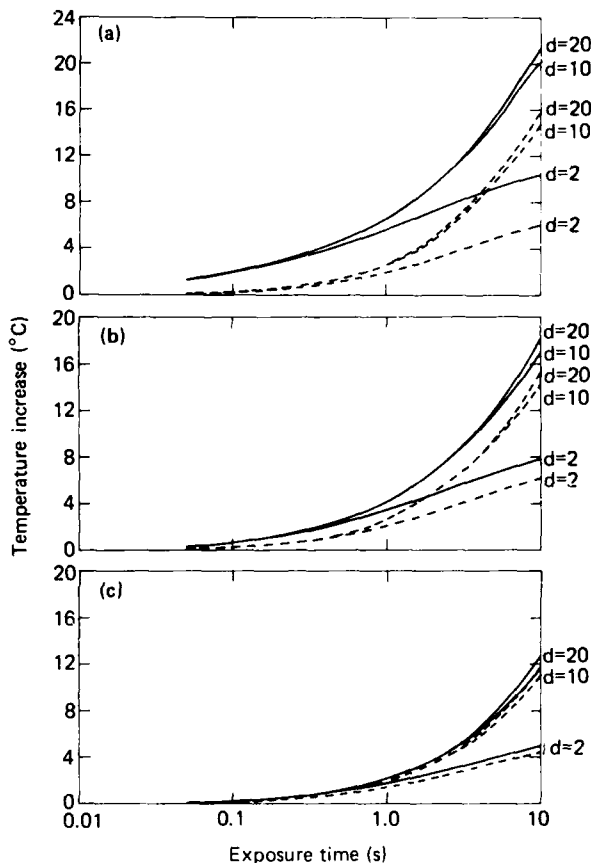 24
(a)
20
16
12
8
4
0
d=20
d=10
d=20
d=10
d=2
d=2
20
(b)
16
12
8
4
0
d=20
d=10
d=20
d=10
d=2
d=2
20
(c)
16
12
8
4
0
d=20
d=10
d=2
0.01
0.1
1.0
10
Temperature increase (°C)
Exposure time (s)